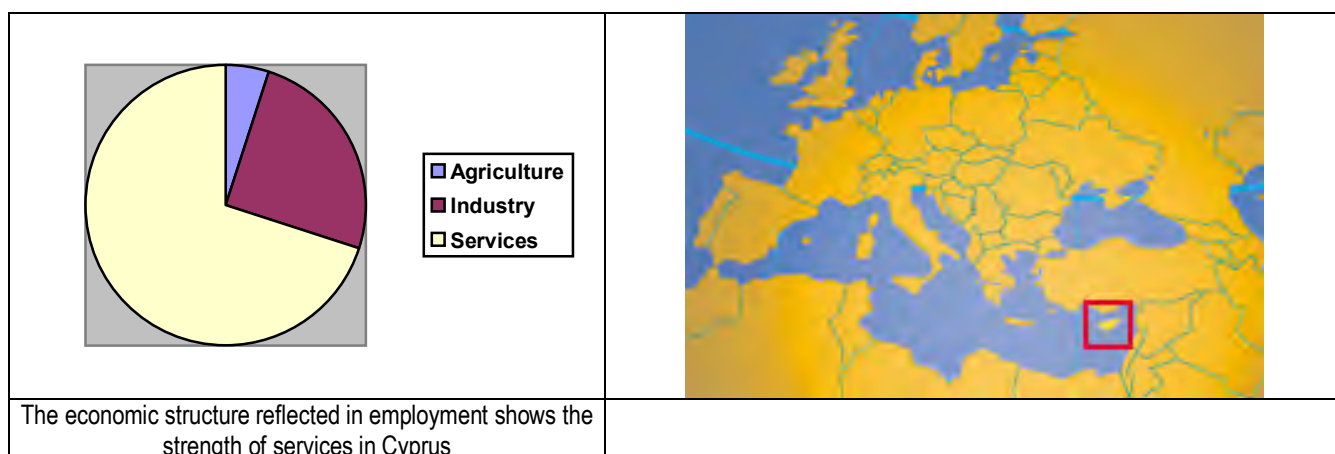 Agriculture
Industry
Services
The economic structure reflected in employment shows the
strength of services in Cyprus